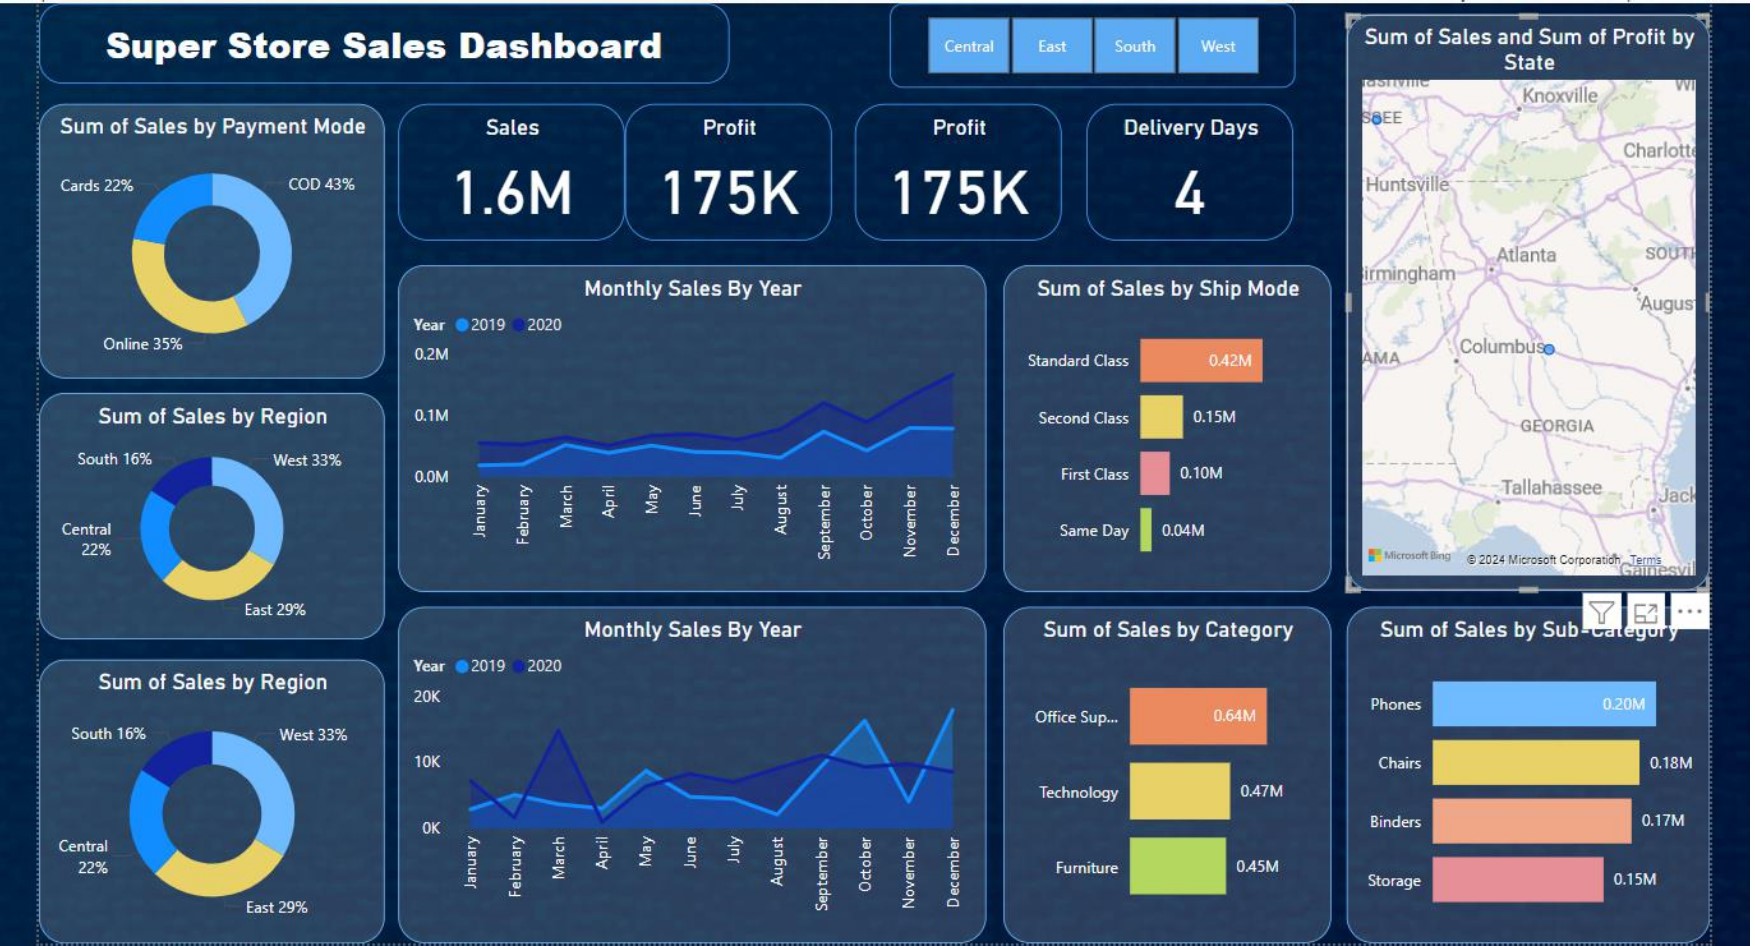 Super Store Sales Dashboard
Central
East
South
West
Sum of Sales and Sum of Profit by
State
Knoxville
SSEE
Charlotte
Huntsville
Atlanta
SOUTH
Birmingham
Augus
Columbus
AMA
GEORGIA
Tallahassee
Jack
Microsoft Bing
© 2024 Microsoft Corporation
Terms
Gainesvil
Sum of Sales by Payment Mode
Cards 22%
COD 43%
Online 35%
Sales
1.6M
Profit
175K
Profit
175K
Delivery Days
4
Monthly Sales By Year
Year 2019 2020
0.2M
0.1M
0.0M
January
February
March
April
May
June
July
August
September
October
November
December
Sum of Sales by Ship Mode
Standard Class 0.42M
Second Class 0.15M
First Class 0.10M
Same Day 0.04M
Sum of Sales by Region
South 16%
West 33%
Central
22%
East 29%
Sum of Sales by Region
South 16%
West 33%
Central
22%
East 29%
Monthly Sales By Year
Year 2019 2020
20K
10K
0K
January
February
March
April
May
June
July
August
September
October
November
December
Sum of Sales by Category
Office Sup... 0.64M
Technology 0.47M
Furniture 0.45M
Sum of Sales by Sub-Category
Phones 0.20M
Chairs 0.18M
Binders 0.17M
Storage 0.15M